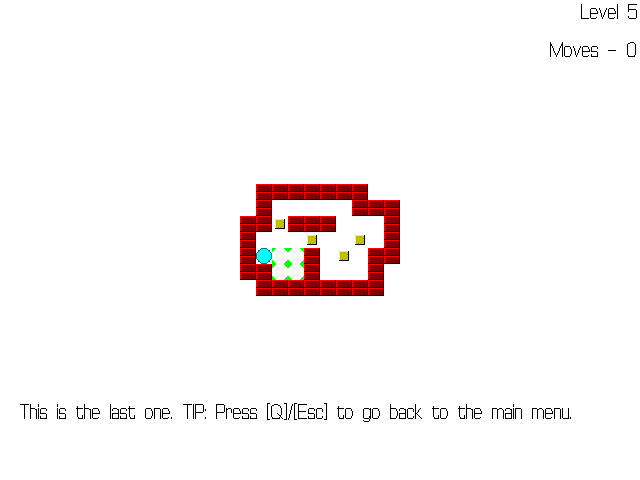 Level 5
Moves - 0
This is the last one. TIP: Press [Q]/[Esc] to go back to the main menu.